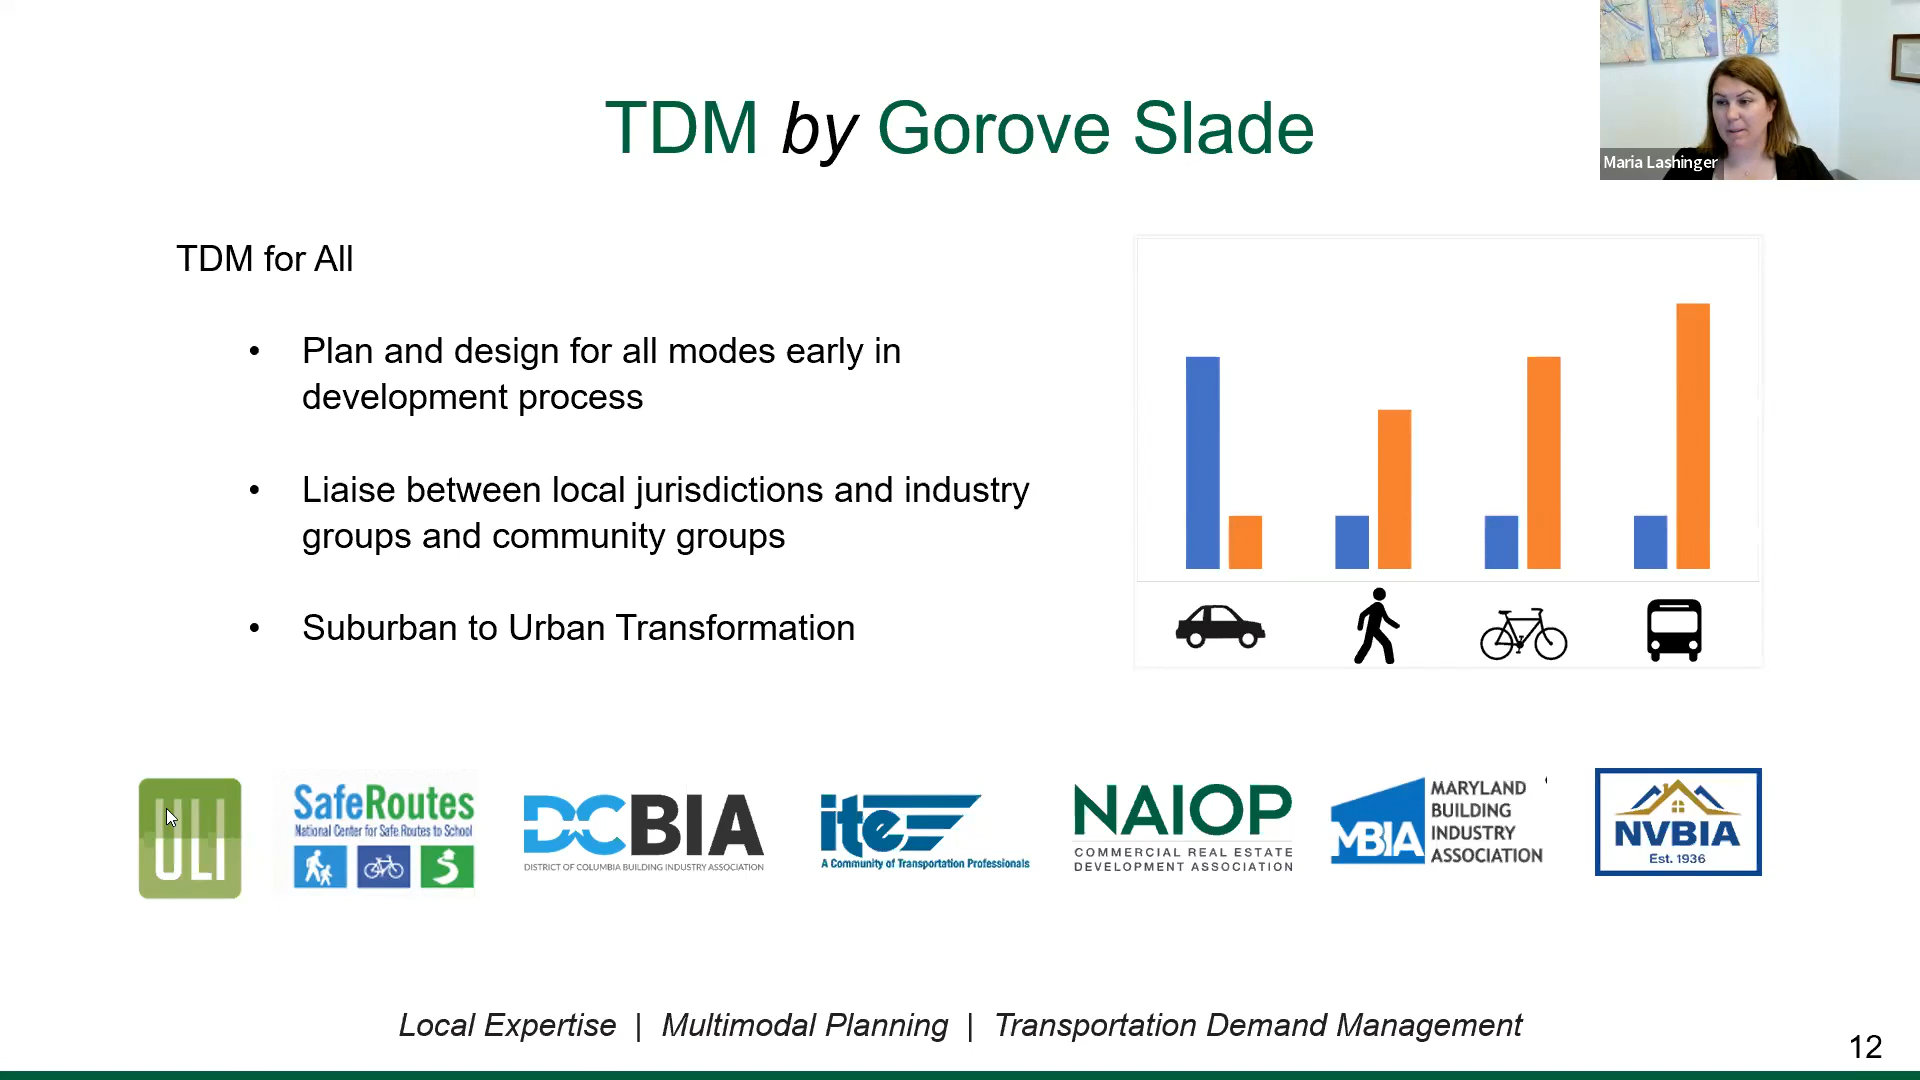 TDM by Gorove Slade
Maria Lashinger
TDM for All
• Plan and design for all modes early in
development process
• Liaise between local jurisdictions and industry
groups and community groups
• Suburban to Urban Transformation
ULI
SafeRoutes
National Center for Safe Routes to School
DCBIA
DISTRICT OF COLUMBIA BUILDING INDUSTRY ASSOCIATION
ite
A Community of Transportation Professionals
NAIOP
COMMERCIAL REAL ESTATE
DEVELOPMENT ASSOCIATION
MBIA
MARYLAND
BUILDING
INDUSTRY
ASSOCIATION
NVBIA
Est. 1936
Local Expertise | Multimodal Planning | Transportation Demand Management
12